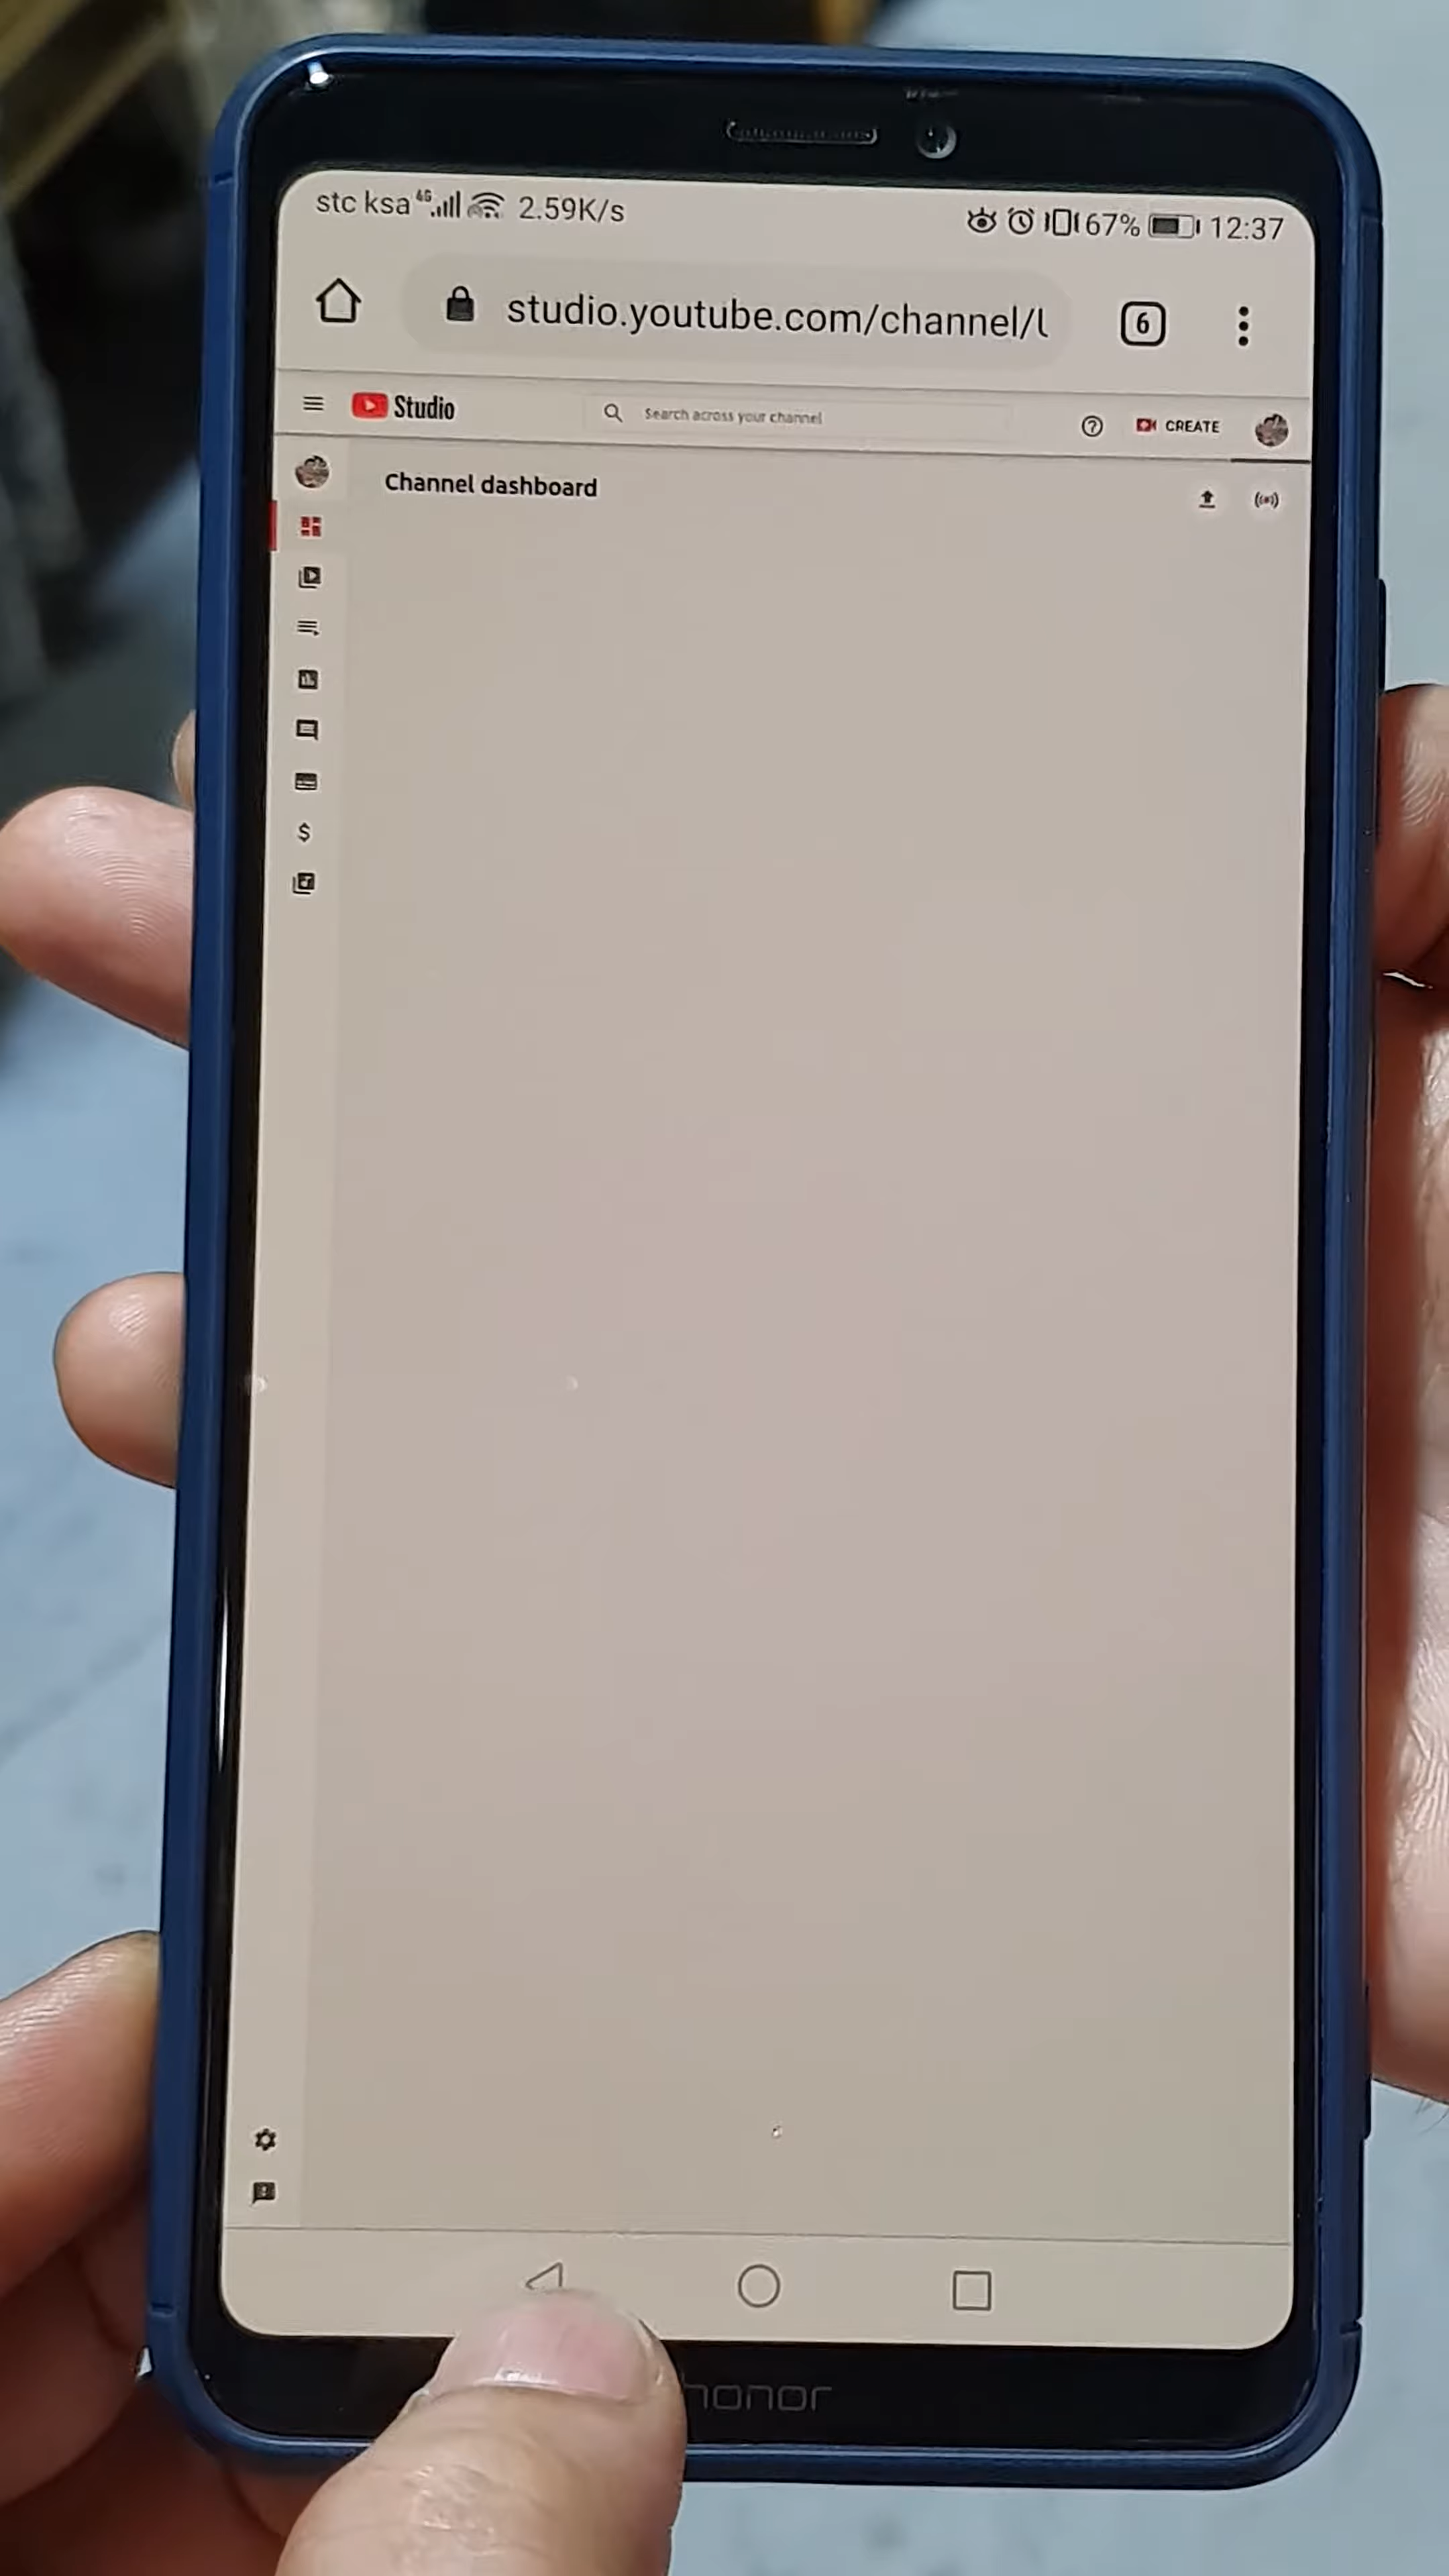 stc ksa 4G 2.59K/s 67% 12:37
studio.youtube.com/channel/U 6
Studio Search across your channel CREATE
Channel dashboard
honor